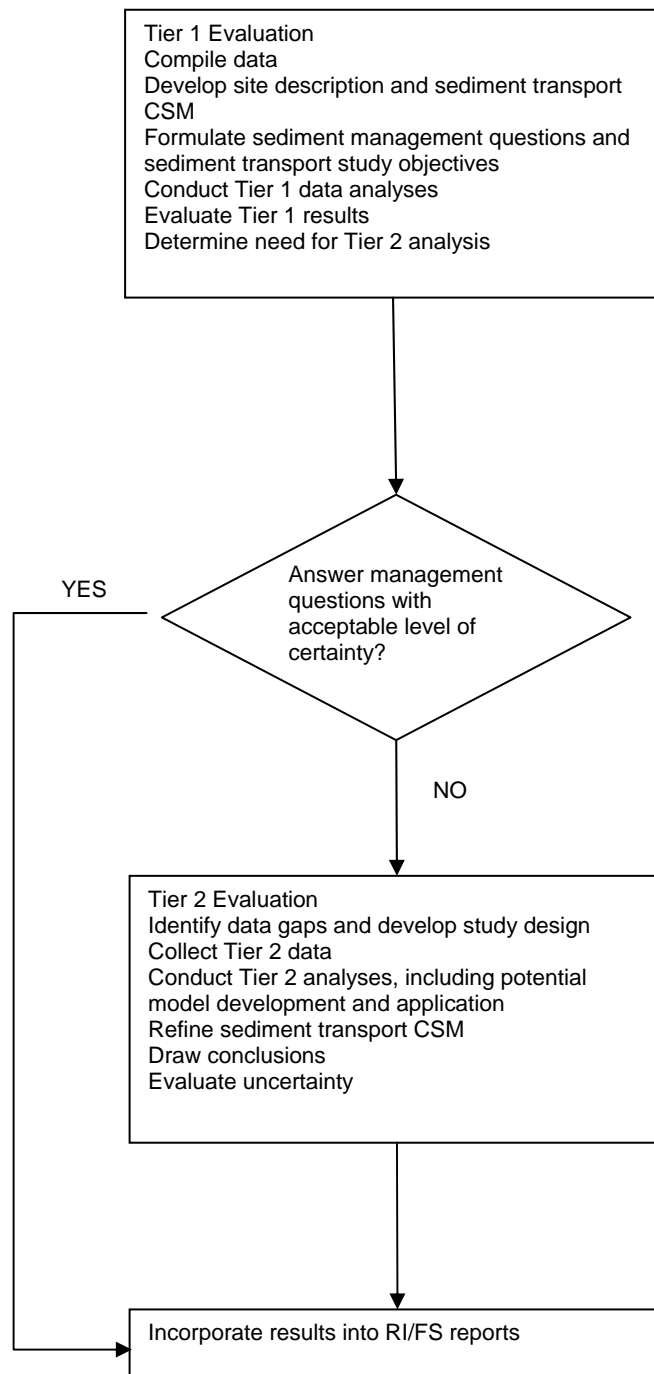 Tier 1 Evaluation
Compile data
Develop site description and sediment transport
CSM
Formulate sediment management questions and
sediment transport study objectives
Conduct Tier 1 data analyses
Evaluate Tier 1 results
Determine need for Tier 2 analysis
Answer management
questions with
acceptable level of
certainty?
YES
NO
Tier 2 Evaluation
Identify data gaps and develop study design
Collect Tier 2 data
Conduct Tier 2 analyses, including potential
model development and application
Refine sediment transport CSM
Draw conclusions
Evaluate uncertainty
Incorporate results into RI/FS reports